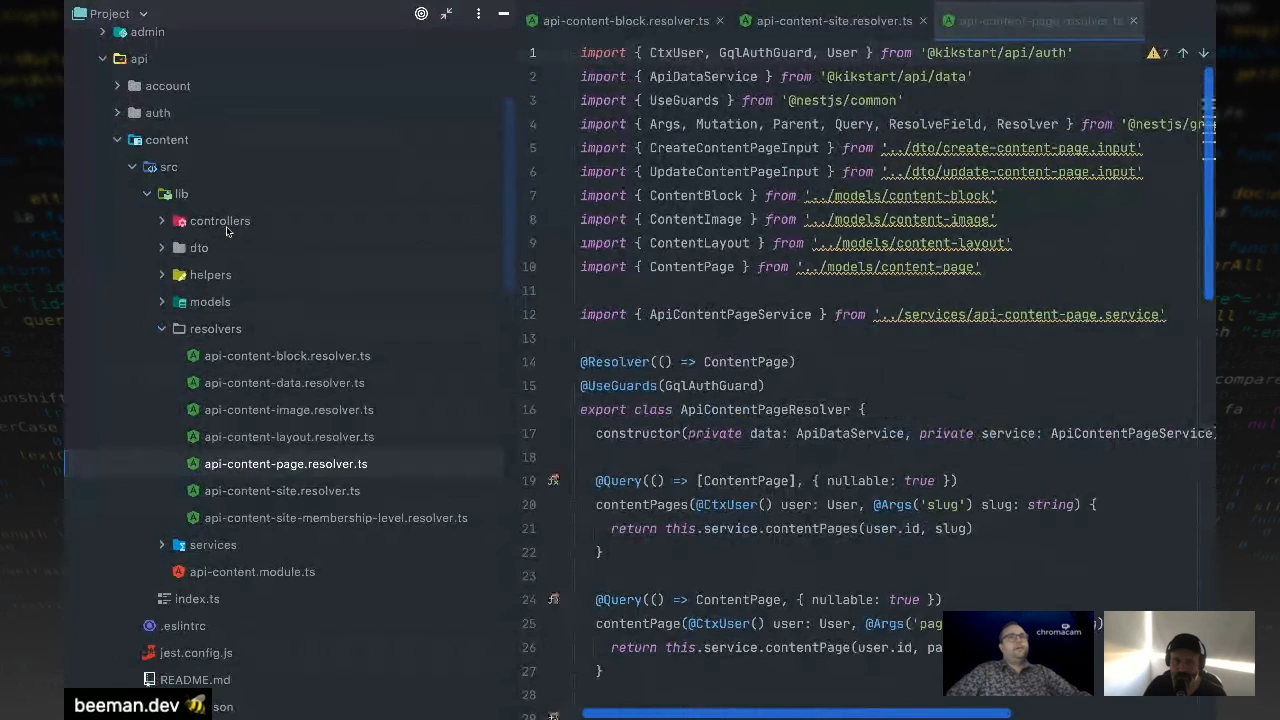 Project
admin
api
account
auth
content
src
lib
controllers
dto
helpers
models
resolvers
api-content-block.resolver.ts
api-content-data.resolver.ts
api-content-image.resolver.ts
api-content-layout.resolver.ts
api-content-page.resolver.ts
api-content-site.resolver.ts
api-content-site-membership-level.resolver.ts
services
api-content.module.ts
index.ts
.eslintrc
jest.config.js
README.md
son
beeman.dev
api-content-block.resolver.ts
api-content-site.resolver.ts
api-content-page.resolver.ts
7
1 import { CtxUser, GqlAuthGuard, User } from '@kikstart/api/auth'
2 import { ApiDataService } from '@kikstart/api/data'
3 import { UseGuards } from '@nestjs/common'
4 import { Args, Mutation, Parent, Query, ResolveField, Resolver } from '@nestjs/gr
5 import { CreateContentPageInput } from '../dto/create-content-page.input'
6 import { UpdateContentPageInput } from '../dto/update-content-page.input'
7 import { ContentBlock } from '../models/content-block'
8 import { ContentImage } from '../models/content-image'
9 import { ContentLayout } from '../models/content-layout'
10 import { ContentPage } from '../models/content-page'
11
12 import { ApiContentPageService } from '../services/api-content-page.service'
13
14 @Resolver(() => ContentPage)
15 @UseGuards(GqlAuthGuard)
16 export class ApiContentPageResolver {
17 constructor(private data: ApiDataService, private service: ApiContentPageService
18
19 @Query(() => [ContentPage], { nullable: true })
20 contentPages(@CtxUser() user: User, @Args('slug') slug: string) {
21 return this.service.contentPages(user.id, slug)
22 }
23
24 @Query(() => ContentPage, { nullable: true })
25 contentPage(@CtxUser() user: User, @Args('pag
26 return this.service.contentPage(user.id, pa
27 }
28
29
chromacam